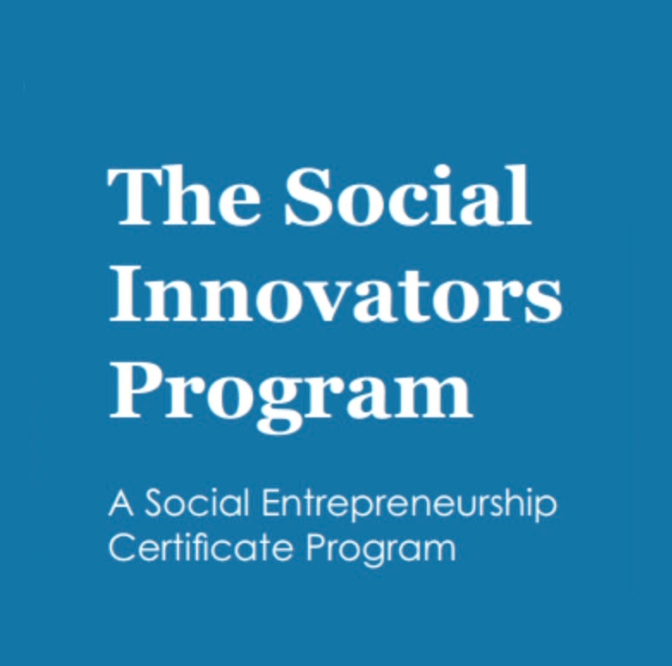 The Social
Innovators
Program
A Social Entrepreneurship
Certificate Program